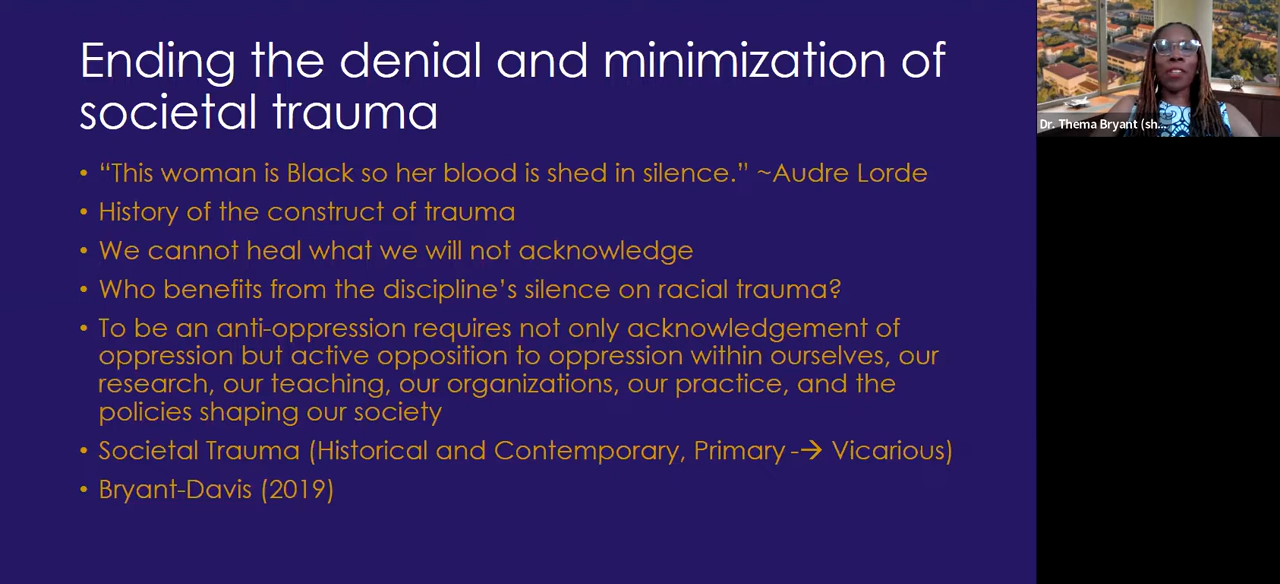 Ending the denial and minimization of
societal trauma
• “This woman is Black so her blood is shed in silence.” ~Audre Lorde
• History of the construct of trauma
• We cannot heal what we will not acknowledge
• Who benefits from the discipline’s silence on racial trauma?
• To be an anti-oppression requires not only acknowledgement of
oppression but active opposition to oppression within ourselves, our
research, our teaching, our organizations, our practice, and the
policies shaping our society
• Societal Trauma (Historical and Contemporary, Primary -→ Vicarious)
• Bryant-Davis (2019)
Dr. Thema Bryant (sh...